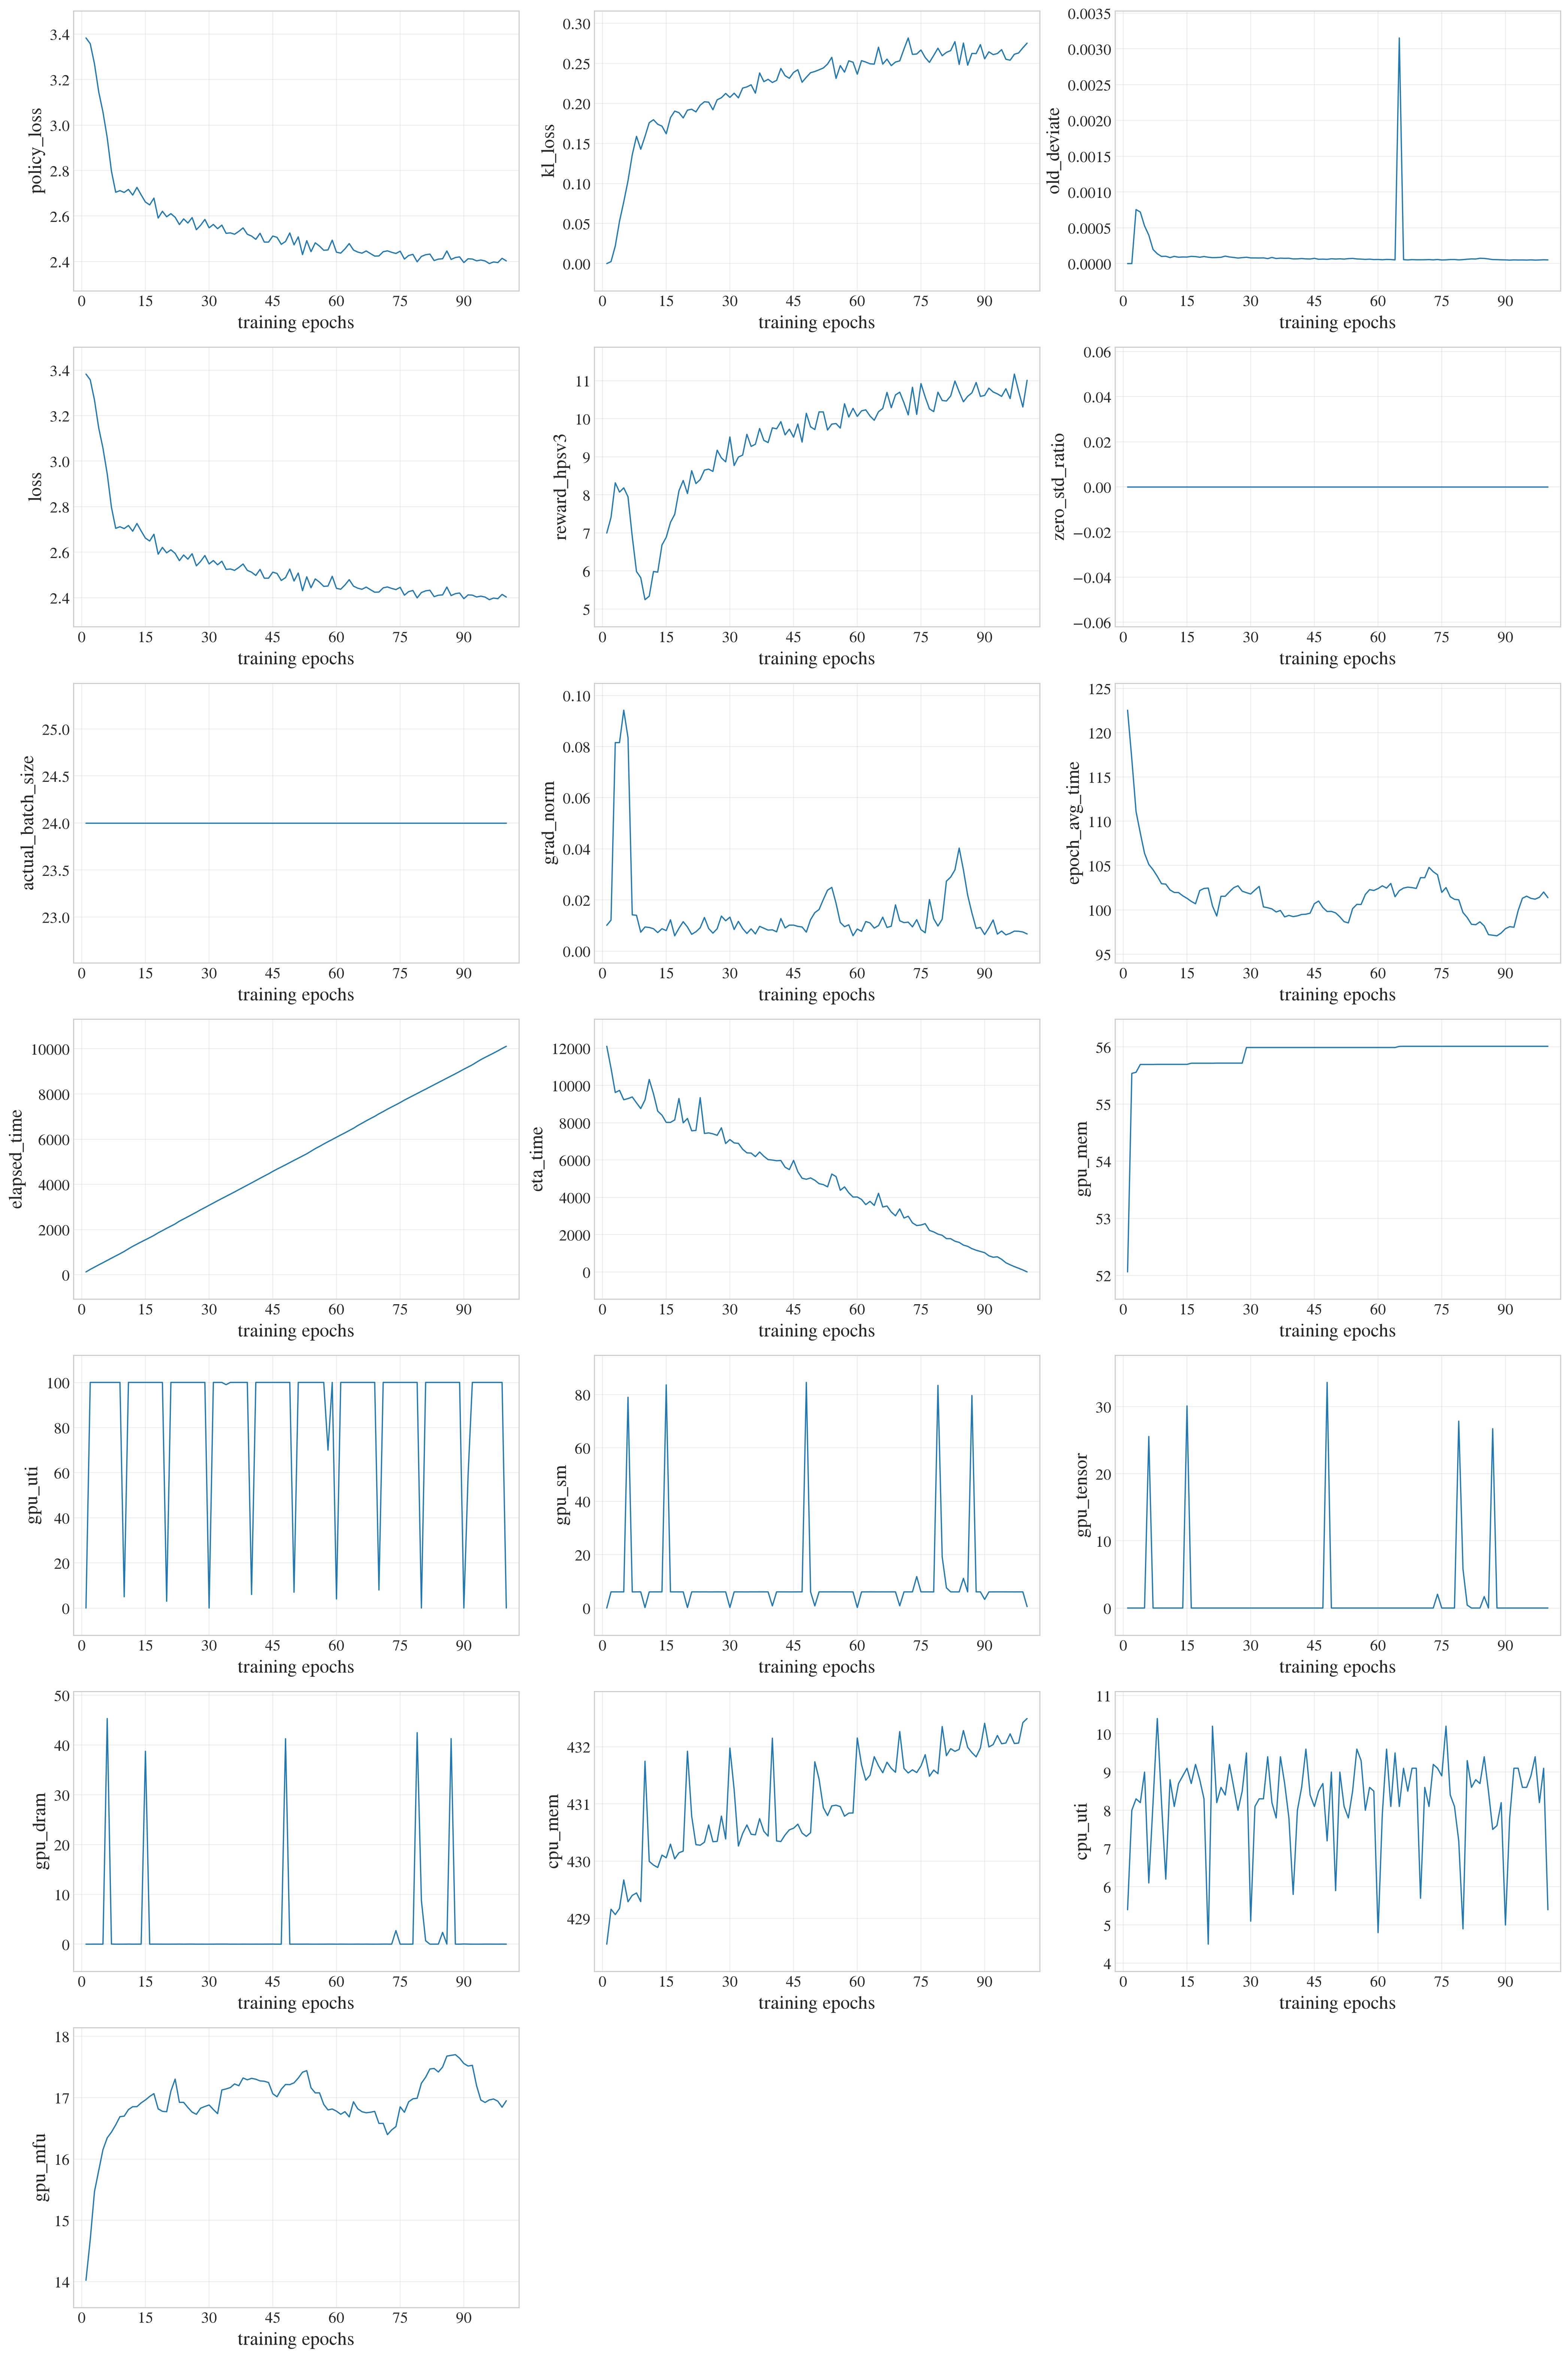 policy_loss
3.4
3.2
3.0
2.8
2.6
2.4
0 15 30 45 60 75 90
training epochs
kl_loss
0.30
0.25
0.20
0.15
0.10
0.05
0.00
0 15 30 45 60 75 90
training epochs
old_deviate
0.0035
0.0030
0.0025
0.0020
0.0015
0.0010
0.0005
0.0000
0 15 30 45 60 75 90
training epochs
loss
3.4
3.2
3.0
2.8
2.6
2.4
0 15 30 45 60 75 90
training epochs
reward_hpsv3
11
10
9
8
7
6
5
0 15 30 45 60 75 90
training epochs
zero_std_ratio
0.06
0.04
0.02
0.00
−0.02
−0.04
−0.06
0 15 30 45 60 75 90
training epochs
actual_batch_size
25.0
24.5
24.0
23.5
23.0
0 15 30 45 60 75 90
training epochs
grad_norm
0.10
0.08
0.06
0.04
0.02
0.00
0 15 30 45 60 75 90
training epochs
epoch_avg_time
125
120
115
110
105
100
95
0 15 30 45 60 75 90
training epochs
elapsed_time
10000
8000
6000
4000
2000
0
0 15 30 45 60 75 90
training epochs
eta_time
12000
10000
8000
6000
4000
2000
0
0 15 30 45 60 75 90
training epochs
gpu_mem
56
55
54
53
52
0 15 30 45 60 75 90
training epochs
gpu_uti
100
80
60
40
20
0
0 15 30 45 60 75 90
training epochs
gpu_sm
80
60
40
20
0
0 15 30 45 60 75 90
training epochs
gpu_tensor
30
20
10
0
0 15 30 45 60 75 90
training epochs
gpu_dram
50
40
30
20
10
0
0 15 30 45 60 75 90
training epochs
cpu_mem
432
431
430
429
0 15 30 45 60 75 90
training epochs
cpu_uti
11
10
9
8
7
6
5
4
0 15 30 45 60 75 90
training epochs
gpu_mfu
18
17
16
15
14
0 15 30 45 60 75 90
training epochs